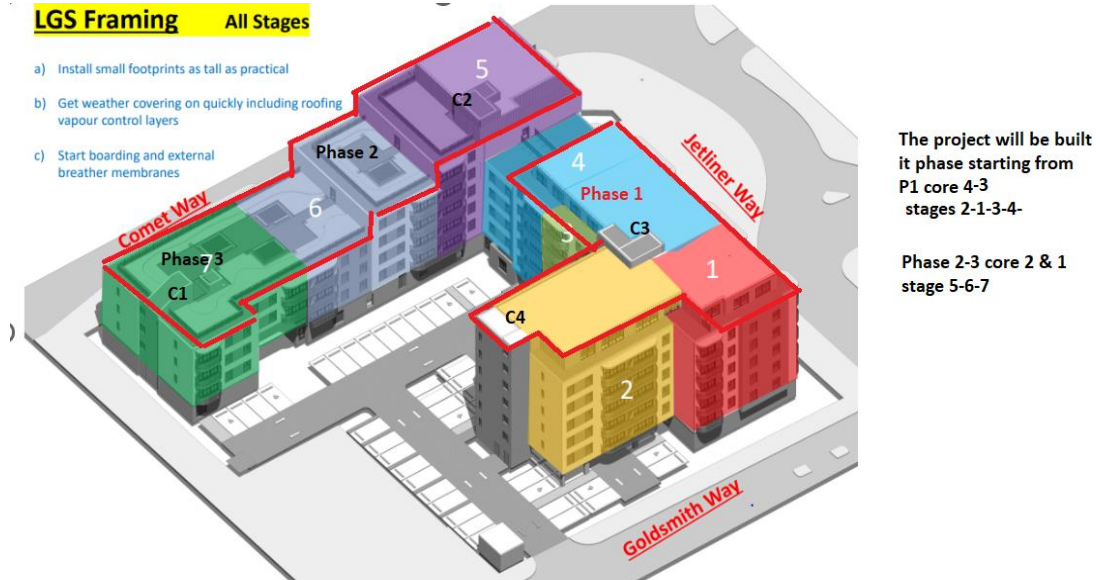 LGS Framing All Stages
a) Install small footprints as tall as practical
b) Get weather covering on quickly including roofing
vapour control layers
c) Start boarding and external
breather membranes
5
C2
Phase 2
4
Jetliner Way
Phase 1
6
3
C3
Comet Way
Phase 3
7
1
C1
C4
2
Goldsmith Way
The project will be built
it phase starting from
P1 core 4-3
stages 2-1-3-4-
Phase 2-3 core 2 & 1
stage 5-6-7